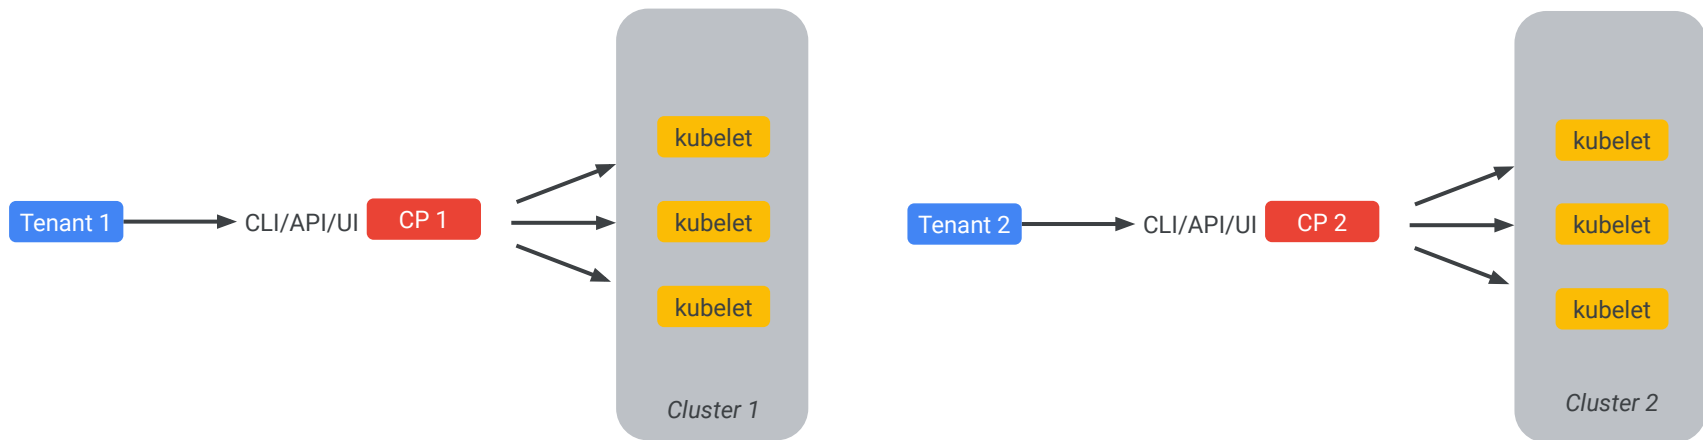 Tenant 1
CLI/API/UI
CP 1
kubelet
kubelet
kubelet
Cluster 1
Tenant 2
CLI/API/UI
CP 2
kubelet
kubelet
kubelet
Cluster 2